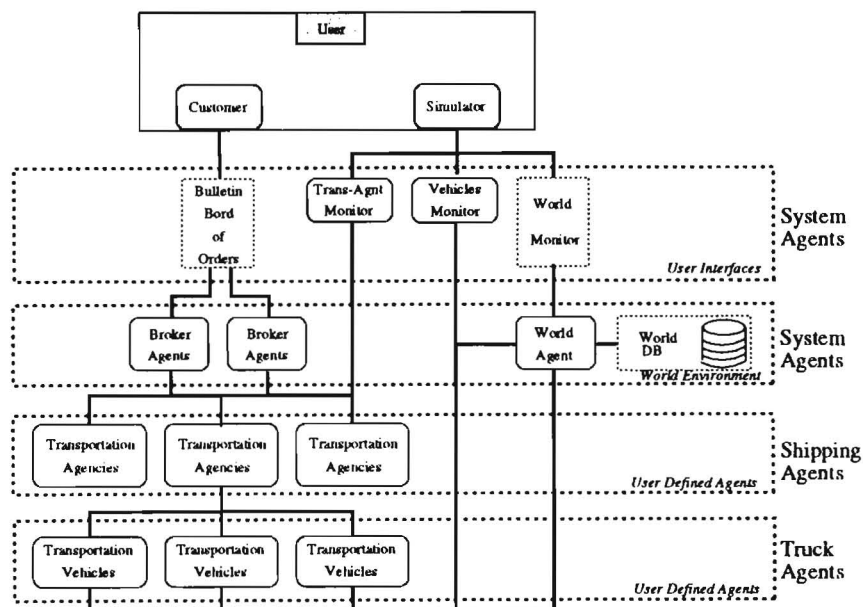 User
Customer
Simulator
Bulletin
Bord
of
Orders
Trans-Agnt
Monitor
Vehicles
Monitor
World
Monitor
System
Agents
User Interfaces
Broker
Agents
Broker
Agents
World
Agent
World
DB
System
Agents
World Environment
Transportation
Agencies
Transportation
Agencies
Transportation
Agencies
Shipping
Agents
User Defined Agents
Transportation
Vehicles
Transportation
Vehicles
Transportation
Vehicles
Truck
Agents
User Defined Agents